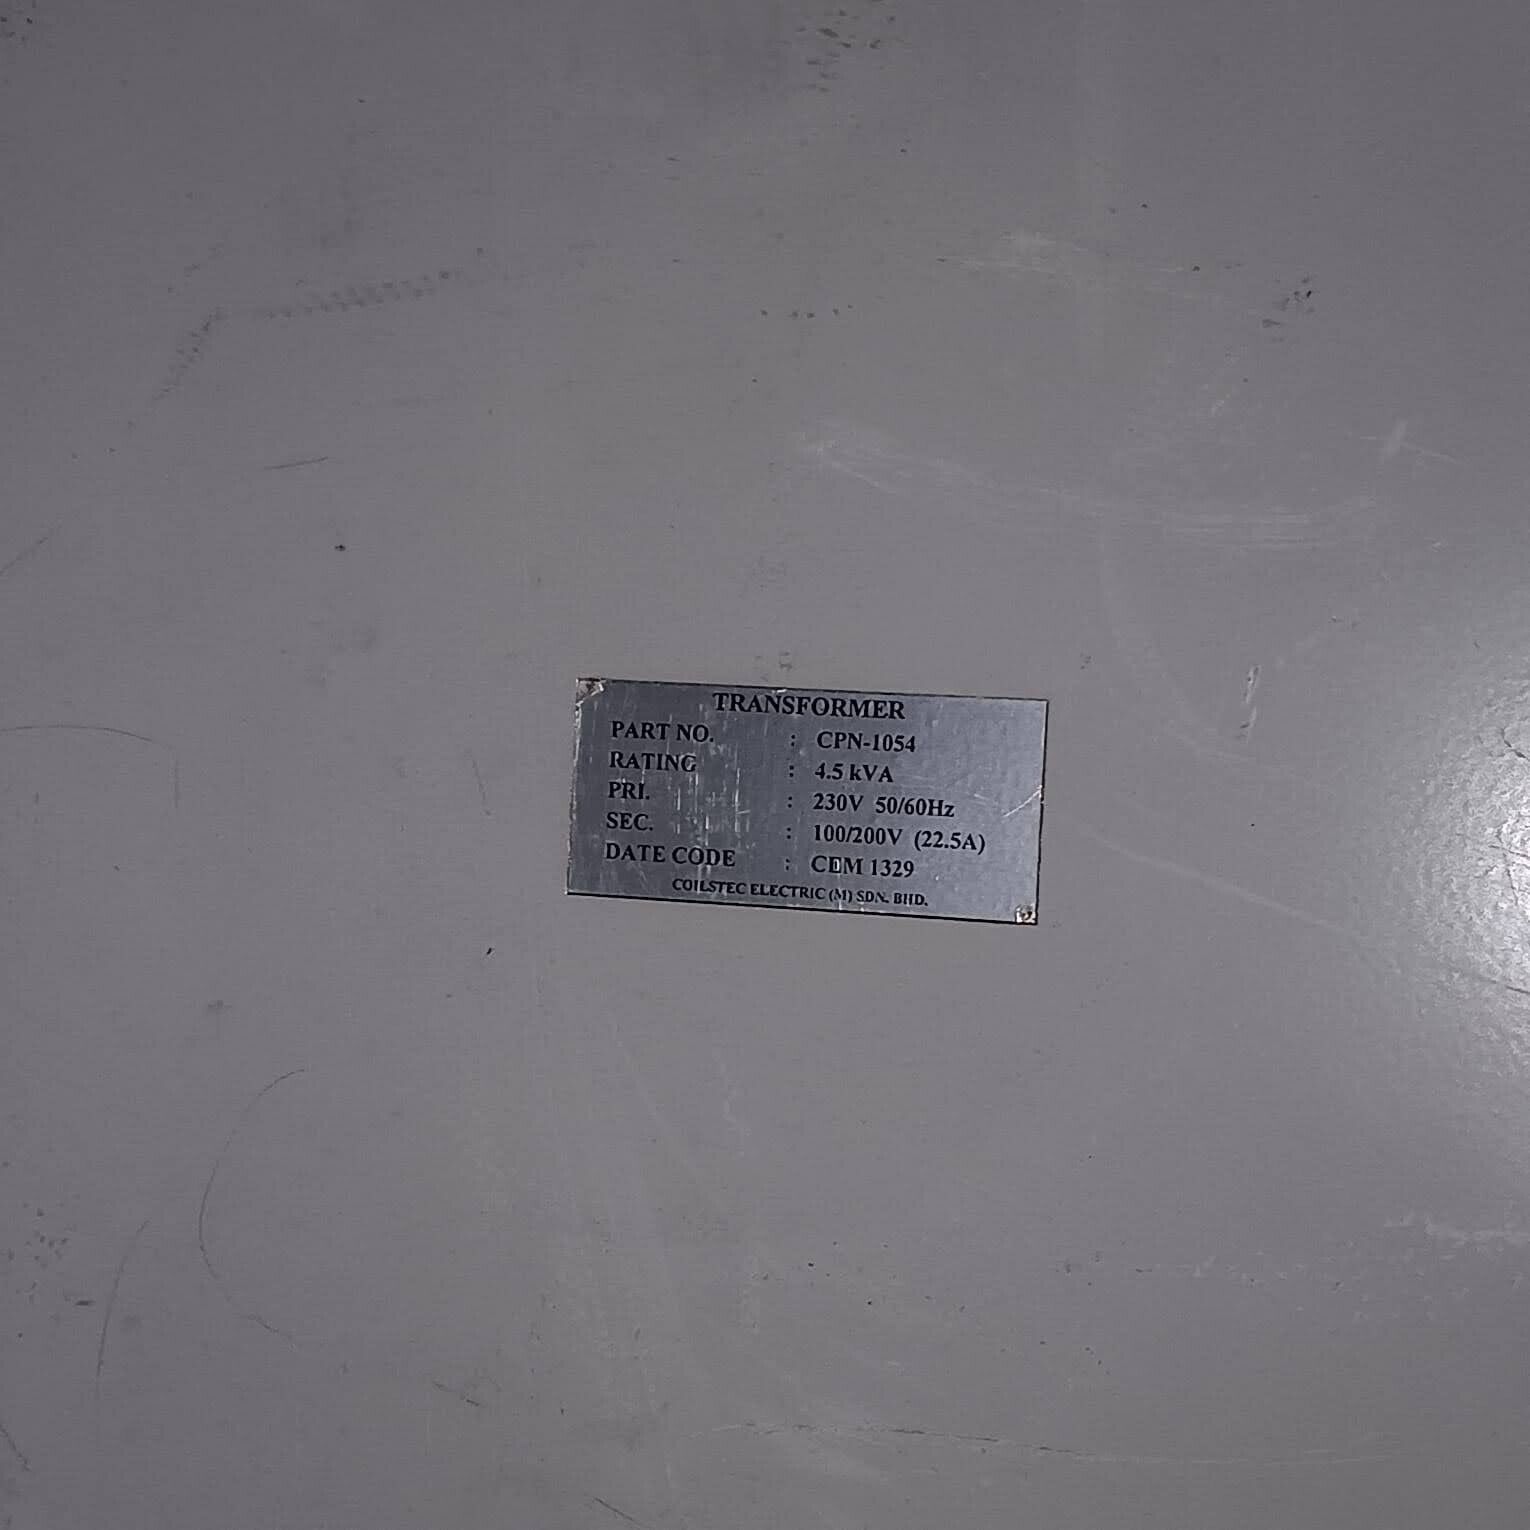 TRANSFORMER
PART NO. : CPN-1054
RATING : 4.5 kVA
PRI. : 230V 50/60Hz
SEC. : 100/200V (22.5A)
DATE CODE : CEM 1329
COILSTEC ELECTRIC (M) SDN. BHD.